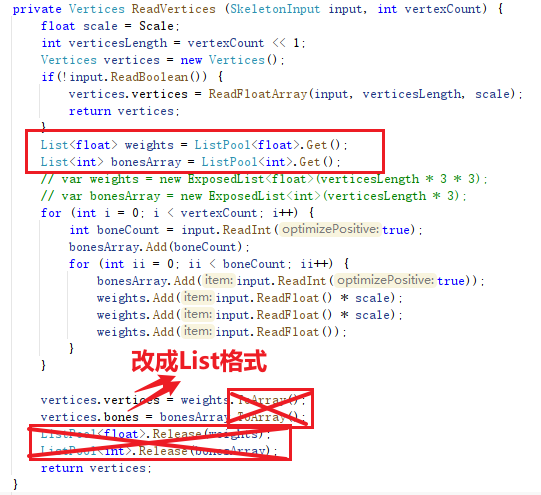 private Vertices ReadVertices (SkeletonInput input, int vertexCount) {
float scale = Scale;
int verticesLength = vertexCount << 1;
Vertices vertices = new Vertices();
if(!input.ReadBoolean()) {
vertices.vertices = ReadFloatArray(input, verticesLength, scale);
return vertices;
}
List<float> weights = ListPool<float>.Get();
List<int> bonesArray = ListPool<int>.Get();
// var weights = new ExposedList<float>(verticesLength * 3 * 3);
// var bonesArray = new ExposedList<int>(verticesLength * 3);
for (int i = 0; i < vertexCount; i++) {
int boneCount = input.ReadInt(optimizePositive:true);
bonesArray.Add(boneCount);
for (int ii = 0; ii < boneCount; ii++) {
bonesArray.Add(item:input.ReadInt(optimizePositive:true));
weights.Add(item:input.ReadFloat() * scale);
weights.Add(item:input.ReadFloat() * scale);
weights.Add(item:input.ReadFloat());
}
}
改成List格式
vertices.vertices = weights.ToArray();
vertices.bones = bonesArray.ToArray();
ListPool<float>.Release(weights);
ListPool<int>.Release(bonesArray);
return vertices;
}